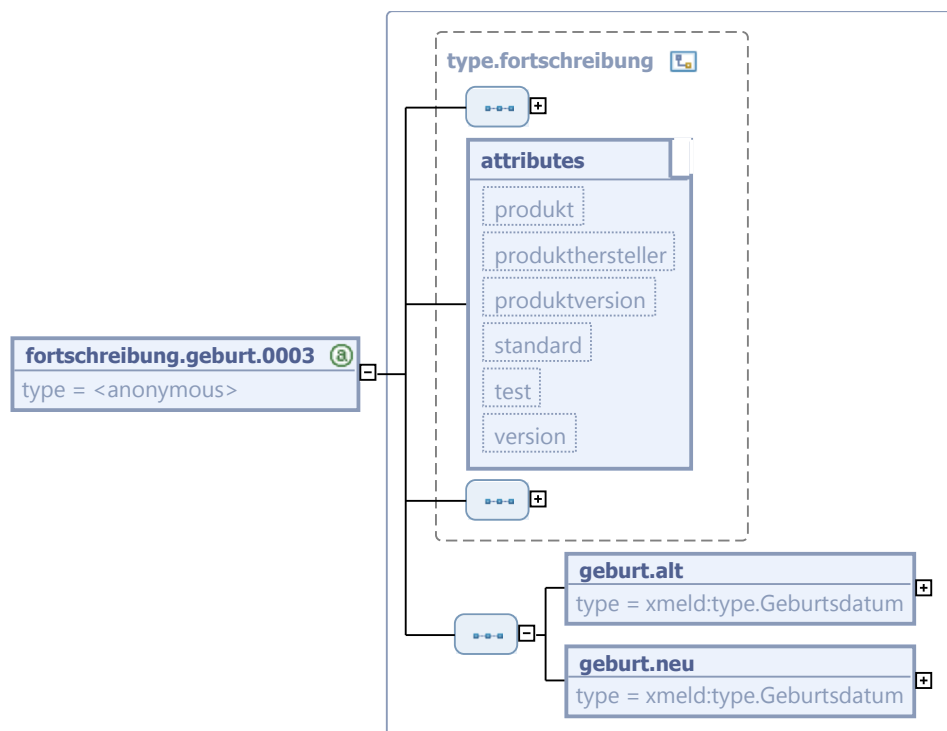 type.fortschreibung
attributes
produkt
produkthersteller
produktversion
standard
test
version
fortschreibung.geburt.0003 a
type = <anonymous>
geburt.alt
type = xmeld:type.Geburtsdatum
geburt.neu
type = xmeld:type.Geburtsdatum